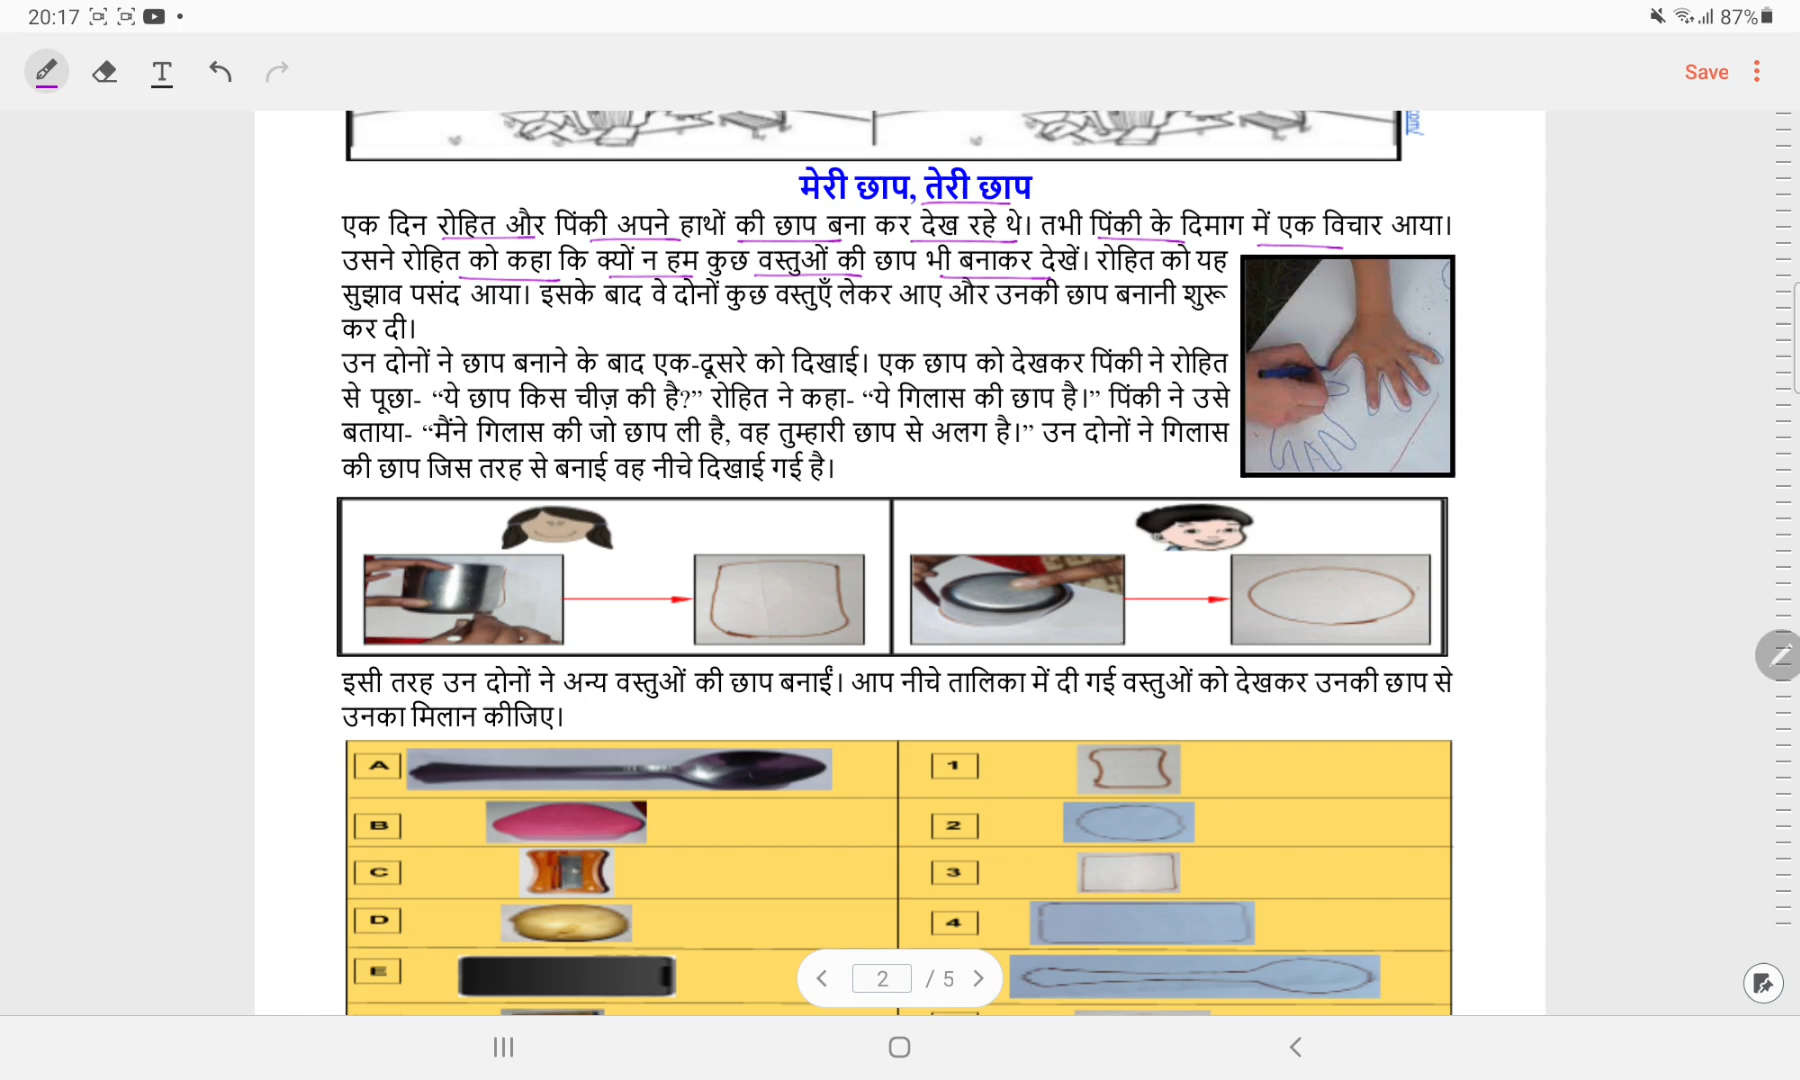 20:17
87%
Save
com/
मेरी छाप, तेरी छाप
एक दिन रोहित और पिंकी अपने हाथों की छाप बना कर देख रहे थे। तभी पिंकी के दिमाग में एक विचार आया।
उसने रोहित को कहा कि क्यों न हम कुछ वस्तुओं की छाप भी बनाकर देखें। रोहित को यह
सुझाव पसंद आया। इसके बाद वे दोनों कुछ वस्तुएँ लेकर आए और उनकी छाप बनानी शुरू
कर दी।
उन दोनों ने छाप बनाने के बाद एक-दूसरे को दिखाई। एक छाप को देखकर पिंकी ने रोहित
से पूछा- “ये छाप किस चीज़ की है?” रोहित ने कहा- “ये गिलास की छाप है।” पिंकी ने उसे
बताया- “मैंने गिलास की जो छाप ली है, वह तुम्हारी छाप से अलग है।” उन दोनों ने गिलास
की छाप जिस तरह से बनाई वह नीचे दिखाई गई है।
इसी तरह उन दोनों ने अन्य वस्तुओं की छाप बनाईं। आप नीचे तालिका में दी गई वस्तुओं को देखकर उनकी छाप से
उनका मिलान कीजिए।
A 1
B 2
C 3
D 4
E
2 / 5